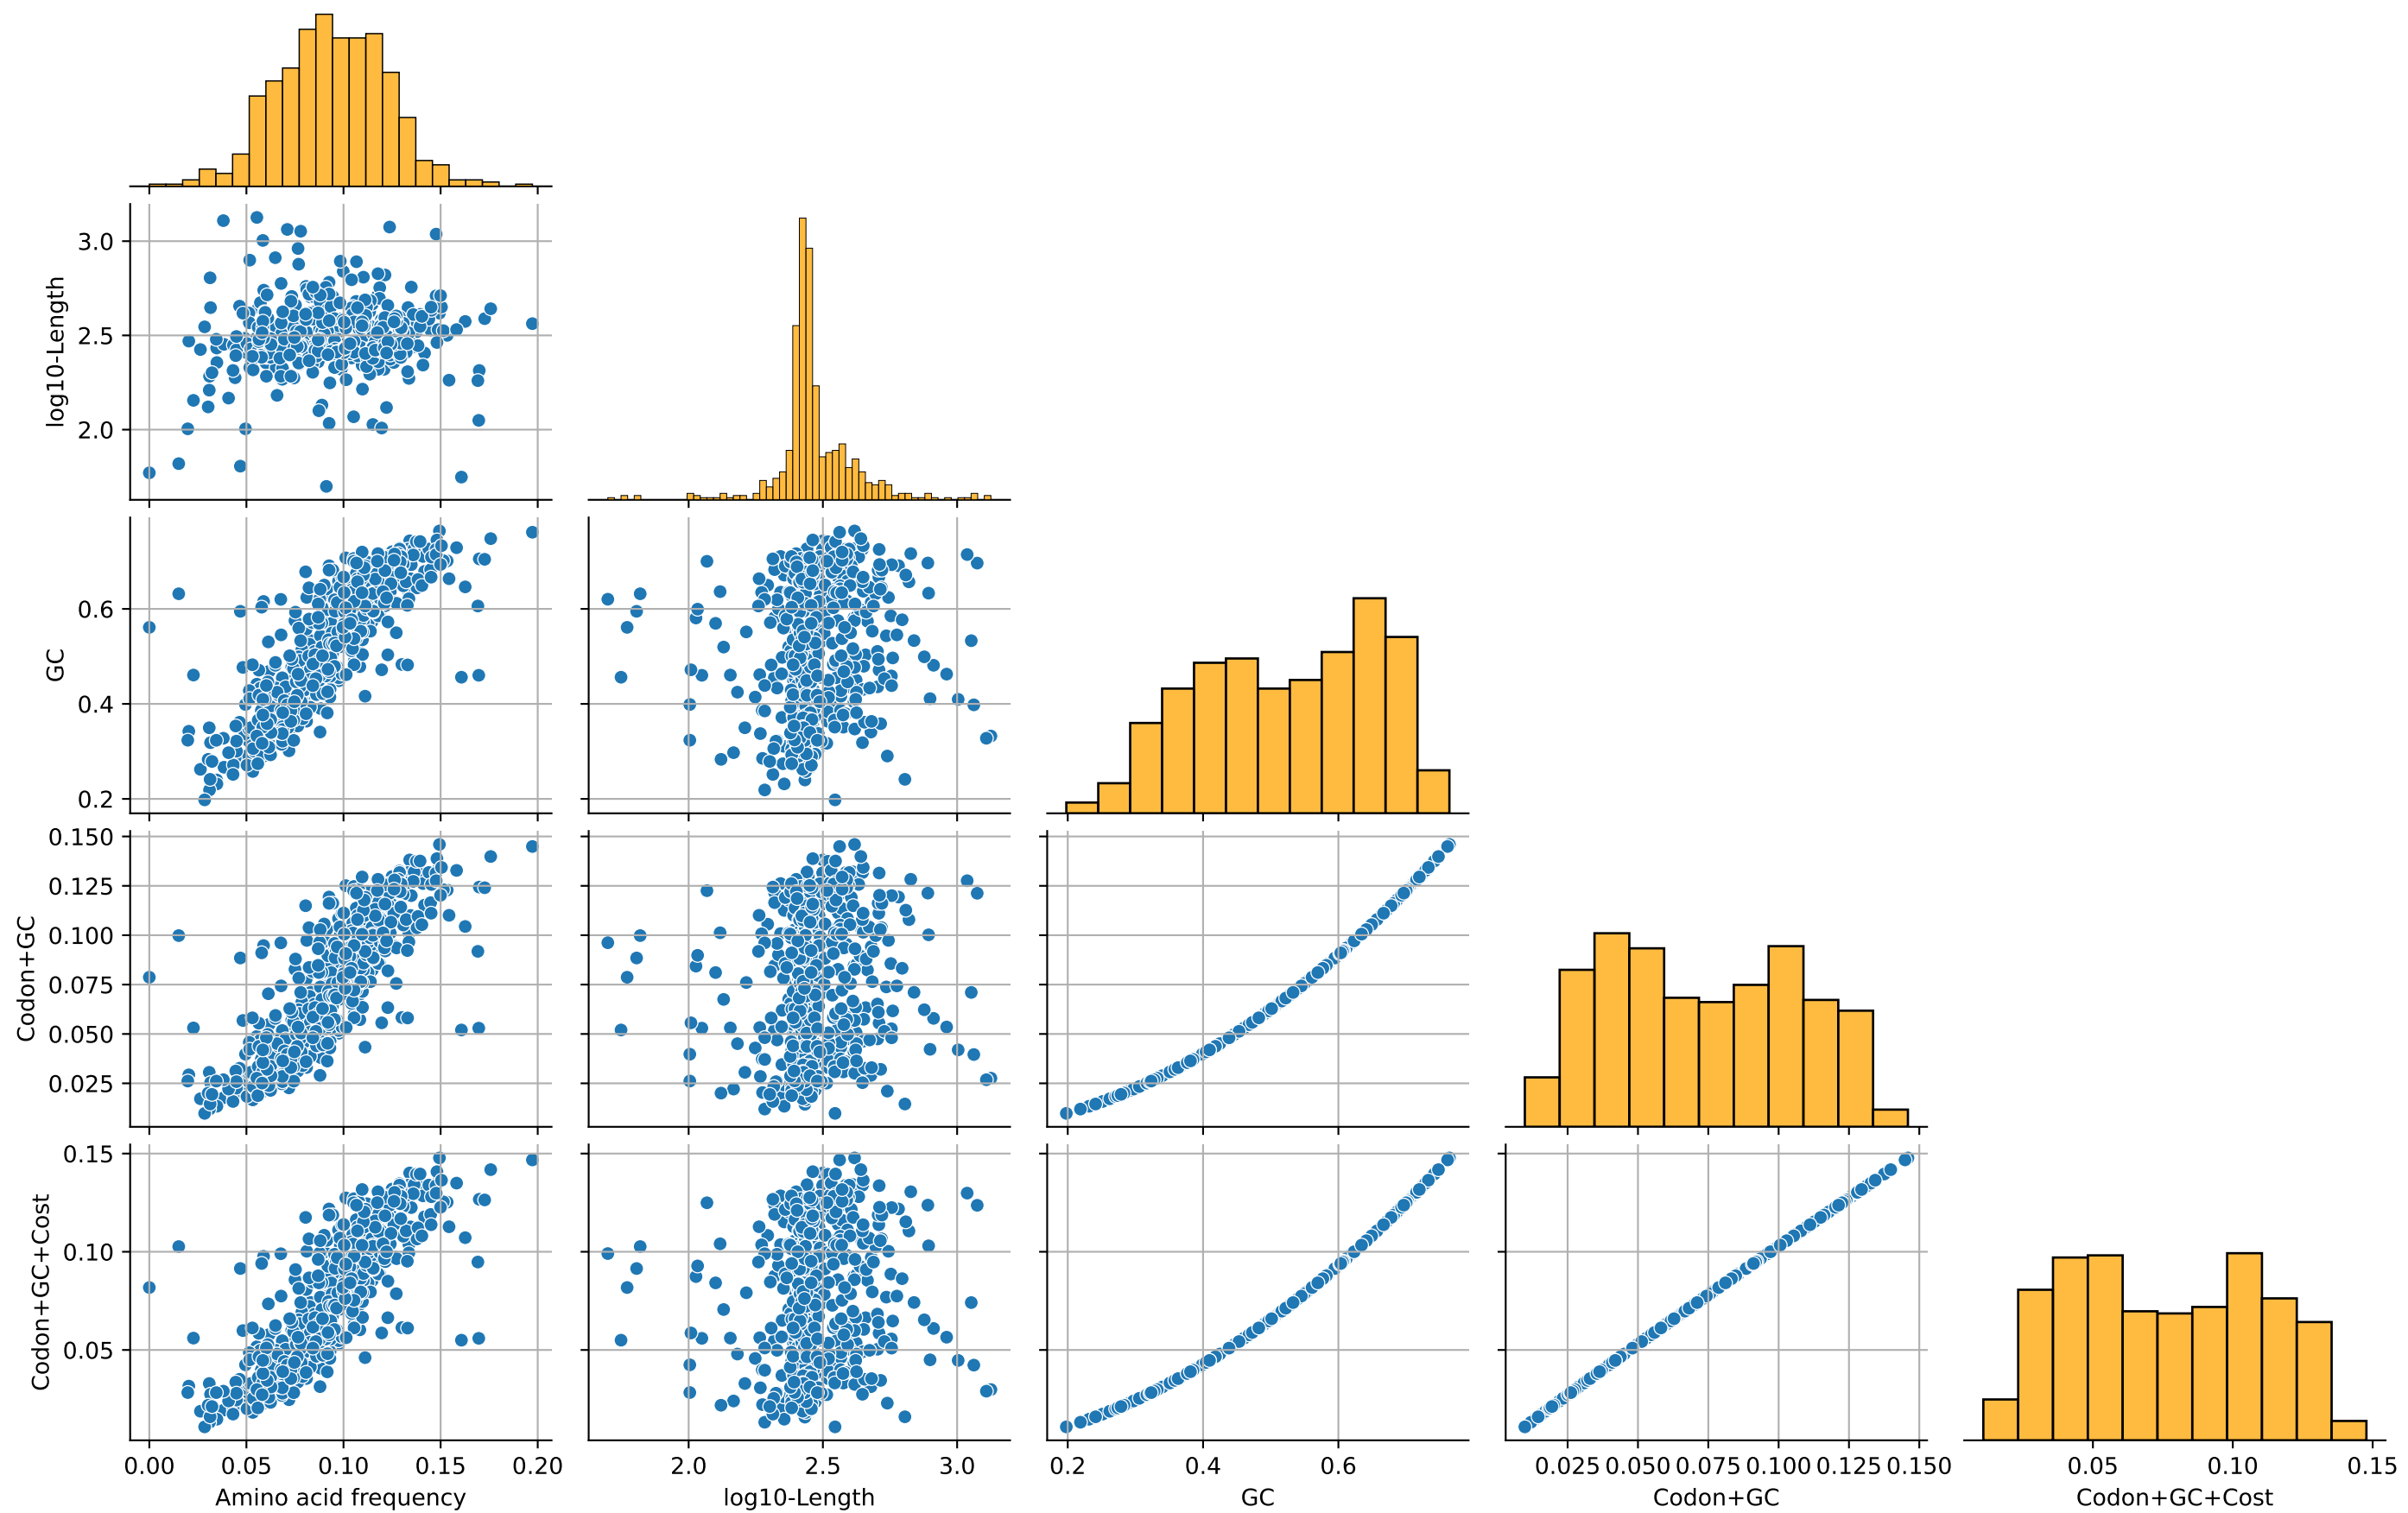 3.0
2.5
2.0
log10-Length
0.6
0.4
0.2
GC
0.150
0.125
0.100
0.075
0.050
0.025
Codon+GC
0.15
0.10
0.05
Codon+GC+Cost
0.00 0.05 0.10 0.15 0.20
Amino acid frequency
2.0 2.5 3.0
log10-Length
0.2 0.4 0.6
GC
0.025 0.050 0.075 0.100 0.125 0.150
Codon+GC
0.05 0.10 0.15
Codon+GC+Cost